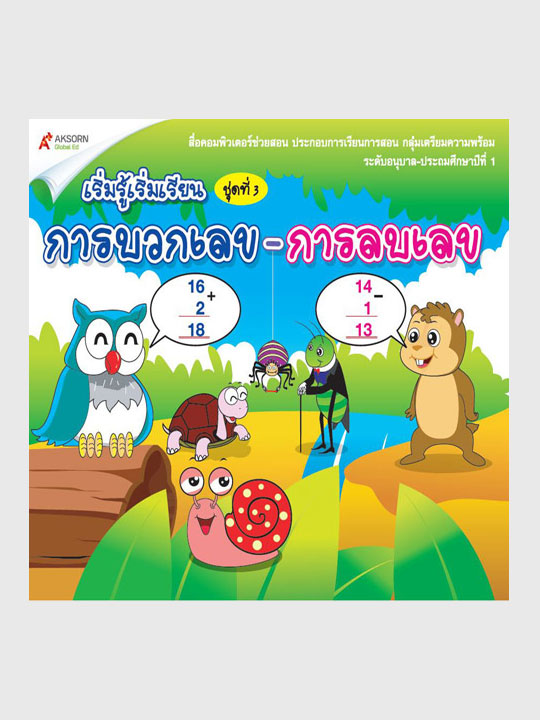 AKSORN
Global Ed
สื่อคอมพิวเตอร์ช่วยสอน ประกอบการเรียนการสอน กลุ่มเตรียมความพร้อม
ระดับอนุบาล-ประถมศึกษาปีที่ 1
เริ่มรู้เริ่มเรียน ชุดที่ 3
การบวกเลข - การลบเลข
16
+
2
18
14
-
1
13